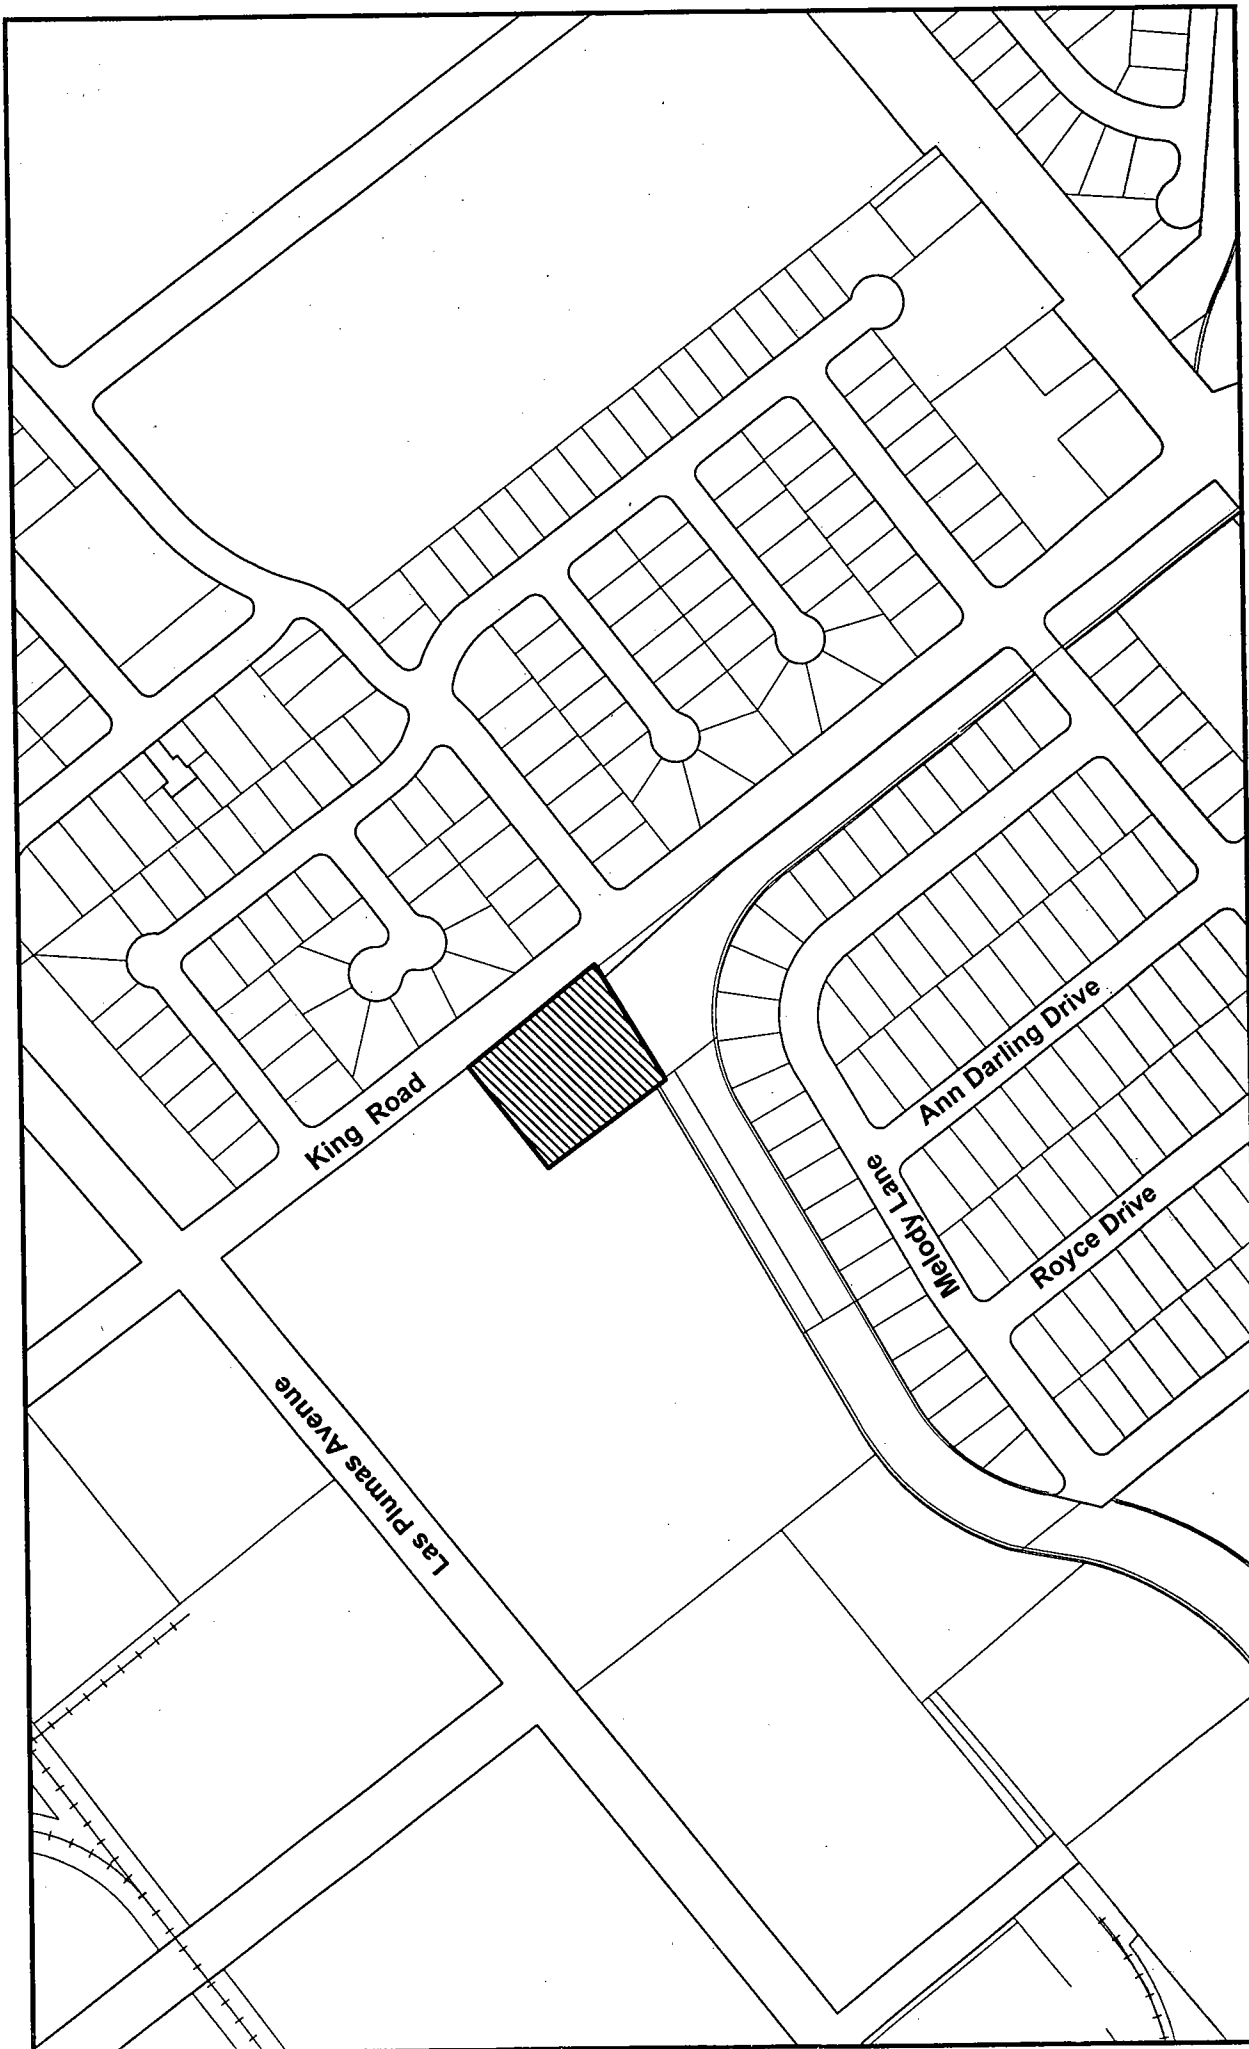 King Road
Ann Darling Drive
Melody Lane
Royce Drive
Las Plumas Avenue